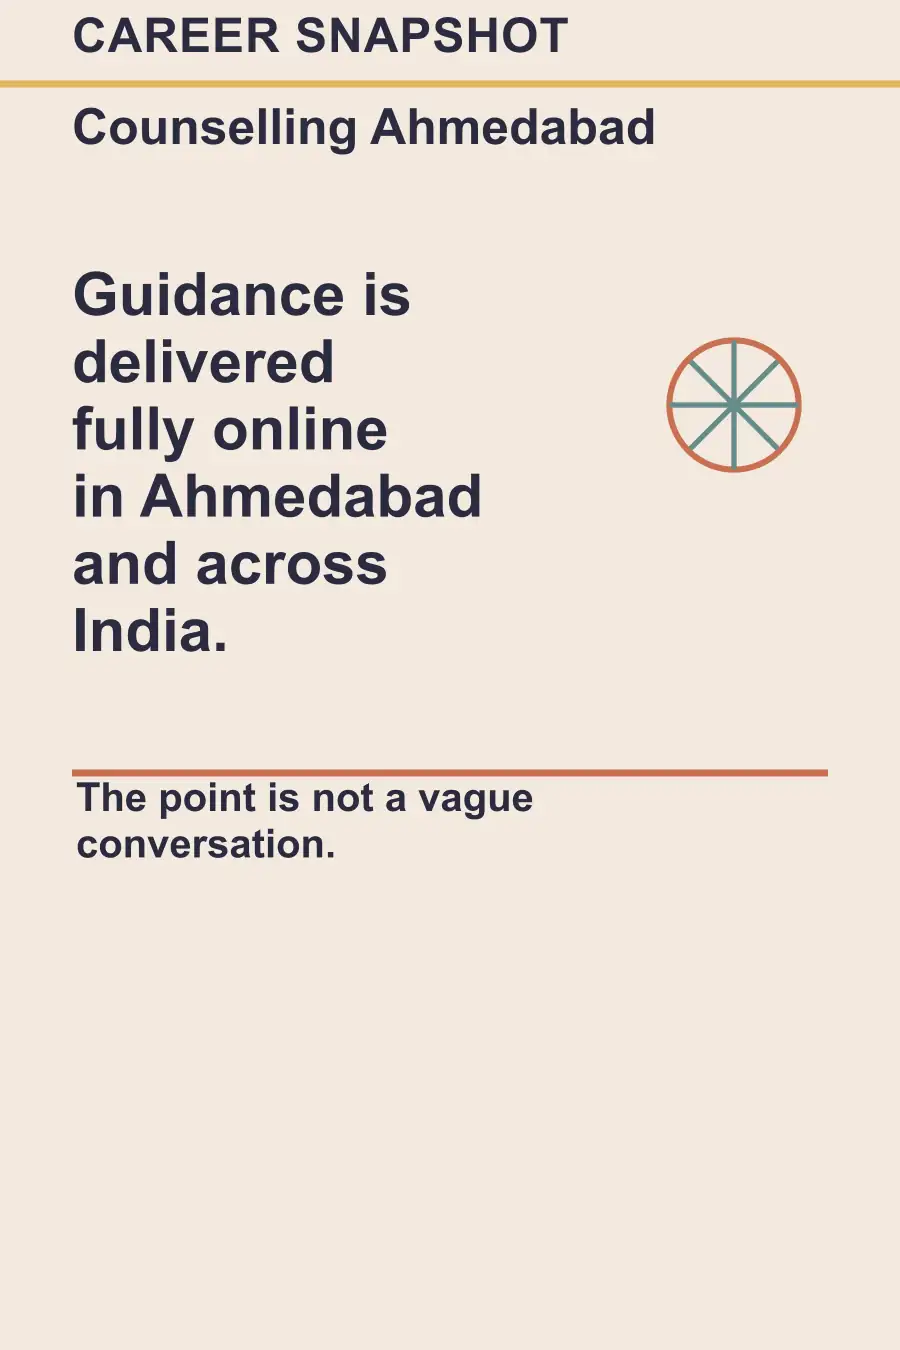 CAREER SNAPSHOT
Counselling Ahmedabad
Guidance is
delivered
fully online
in Ahmedabad
and across
India.
The point is not a vague
conversation.